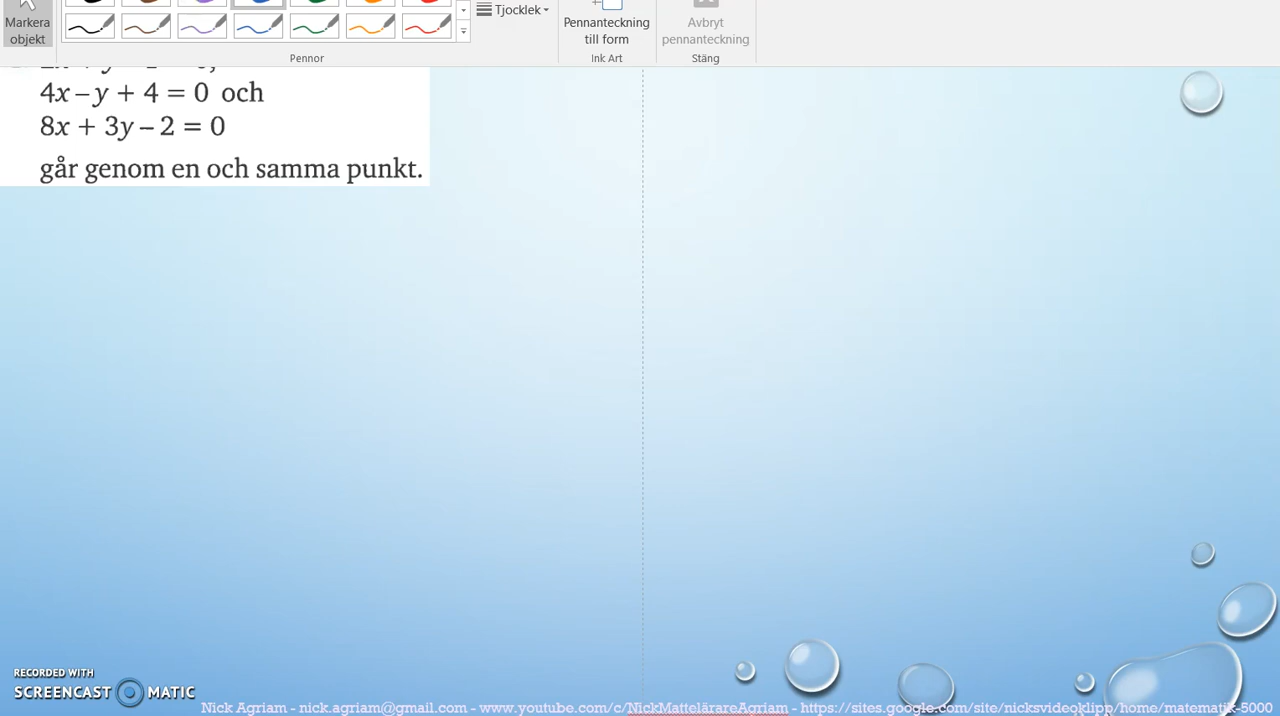 Markera
objekt
Tjocklek
Pennanteckning
till form
Avbryt
pennanteckning
Pennor
Ink Art
Stäng
4x – y + 4 = 0 och
8x + 3y – 2 = 0
går genom en och samma punkt.
RECORDED WITH
SCREENCAST MATIC
Nick Agriam - nick.agriam@gmail.com - www.youtube.com/c/NickMattelärareAgriam - https://sites.google.com/site/nicksvideoklipp/home/matematik-5000